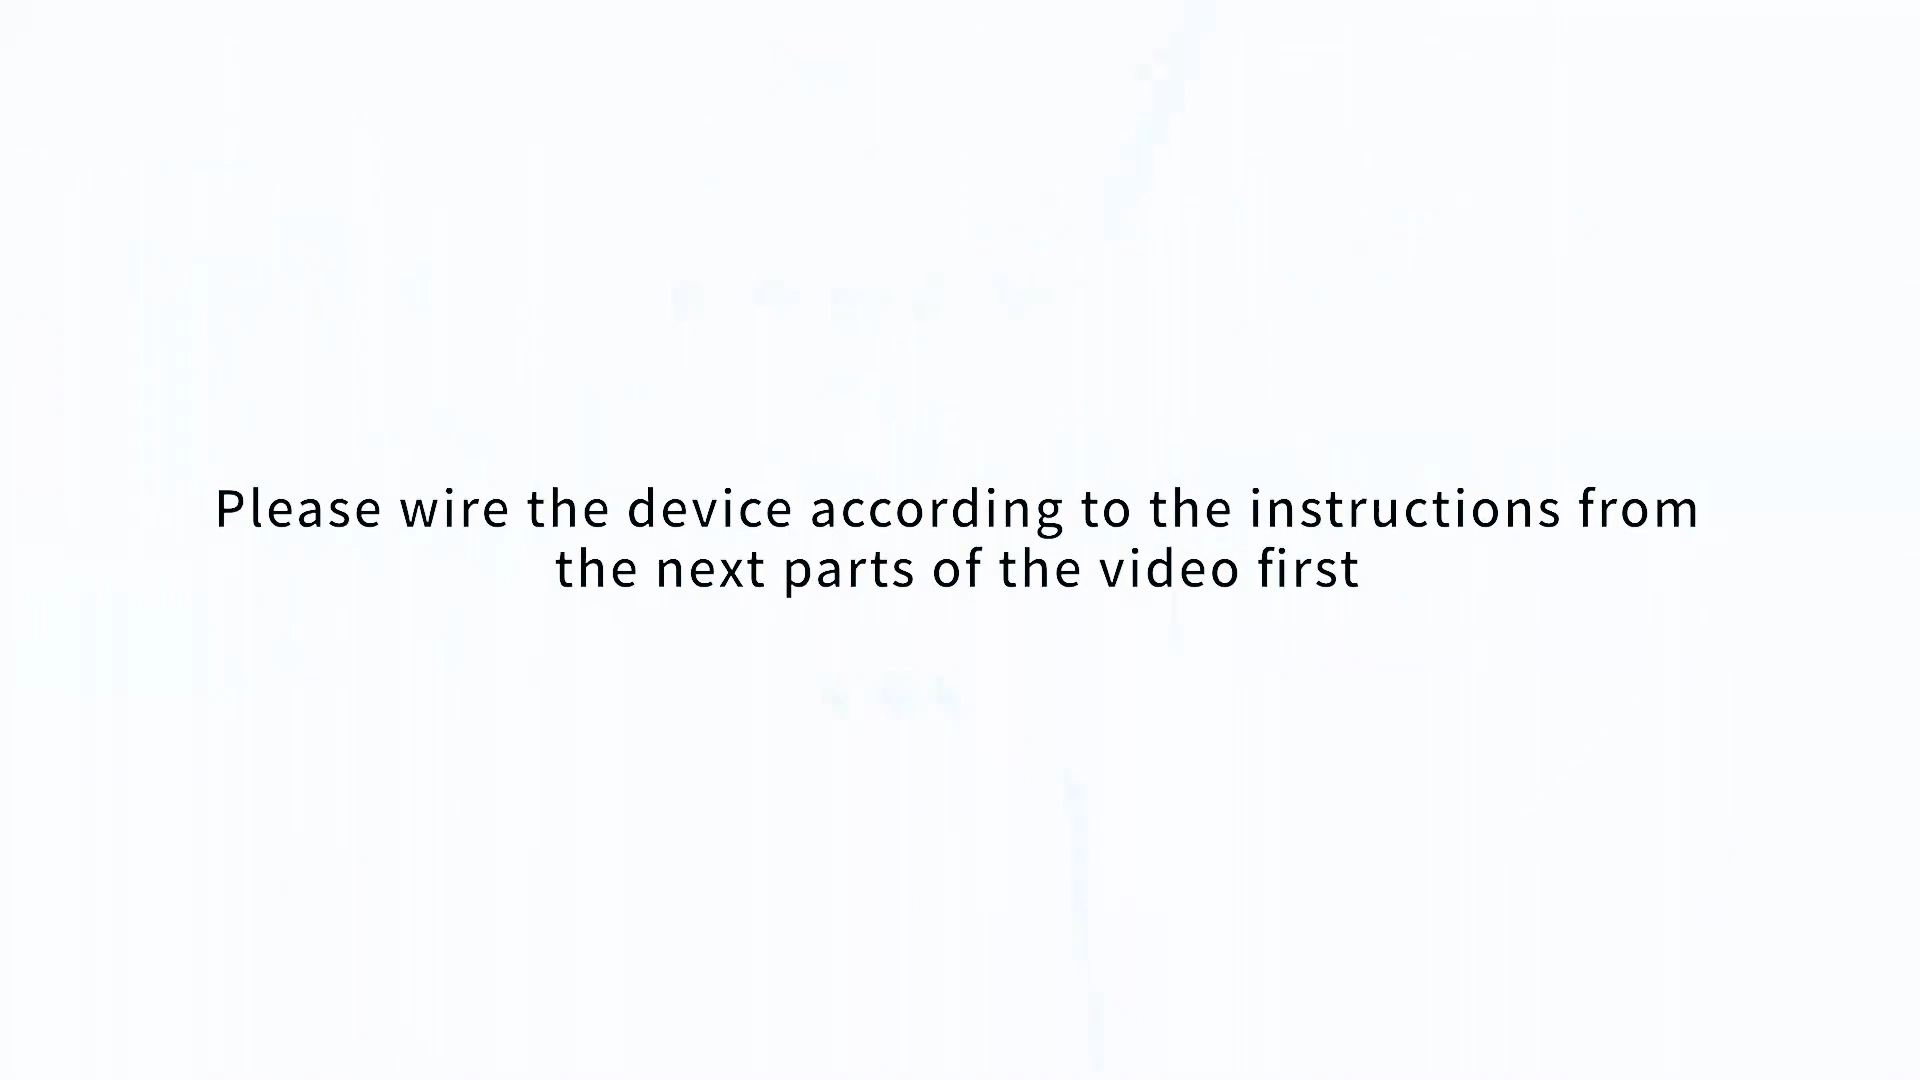 Please wire the device according to the instructions from
the next parts of the video first